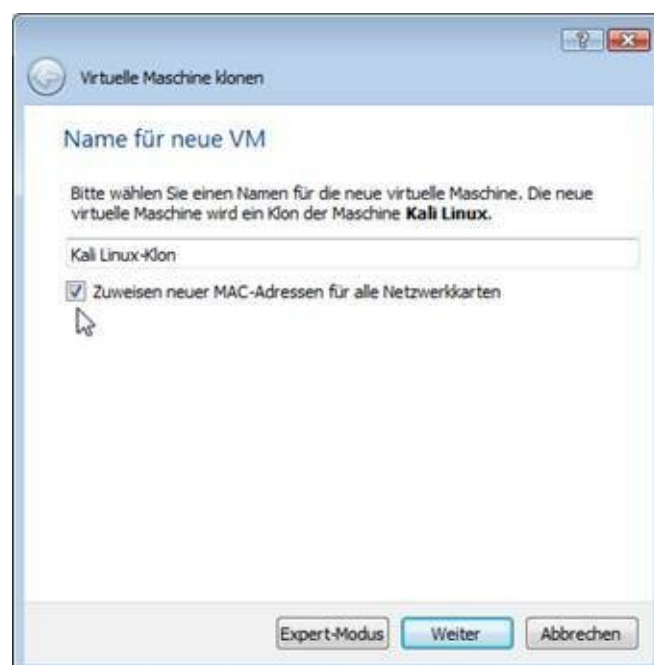 Virtuelle Maschine klonen
Name für neue VM
Bitte wählen Sie einen Namen für die neue virtuelle Maschine. Die neue
virtuelle Maschine wird ein Klon der Maschine Kali Linux.
Kali Linux-Klon
Zuweisen neuer MAC-Adressen für alle Netzwerkkarten
Expert-Modus Weiter Abbrechen